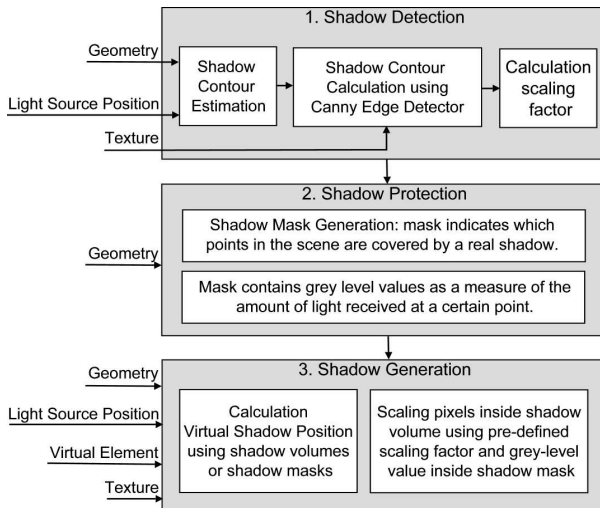 1. Shadow Detection
Geometry
Light Source Position
Texture
Shadow
Contour
Estimation
Shadow Contour
Calculation using
Canny Edge Detector
Calculation
scaling
factor
2. Shadow Protection
Geometry
Shadow Mask Generation: mask indicates which
points in the scene are covered by a real shadow.
Mask contains grey level values as a measure of the
amount of light received at a certain point.
3. Shadow Generation
Geometry
Light Source Position
Virtual Element
Texture
Calculation
Virtual Shadow Position
using shadow volumes
or shadow masks
Scaling pixels inside shadow
volume using pre-defined
scaling factor and grey-level
value inside shadow mask